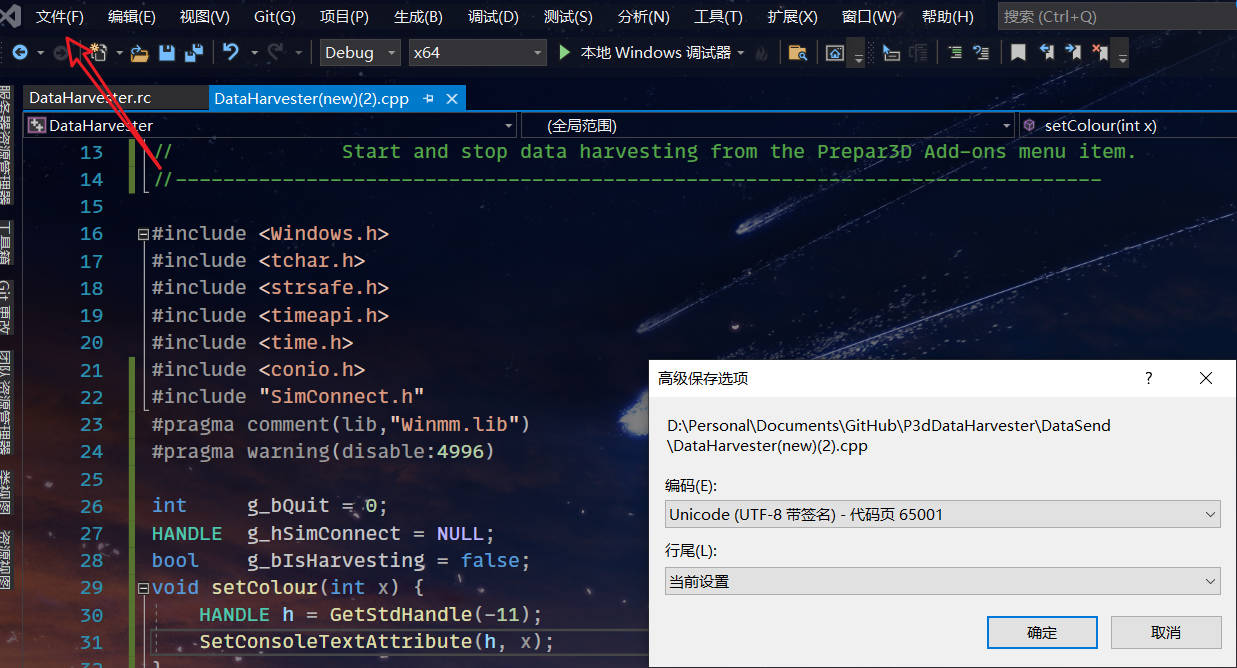 文件(F) 编辑(E) 视图(V) Git(G) 项目(P) 生成(B) 调试(D) 测试(S) 分析(N) 工具(T) 扩展(X) 窗口(W) 帮助(H) 搜索 (Ctrl+Q)
Debug x64 本地 Windows 调试器
DataHarvester.rc DataHarvester(new)(2).cpp
DataHarvester (全局范围) setColour(int x)
服务器资源管理器
工具箱
Git 更改
团队资源管理器
类视图
资源视图
13 // Start and stop data harvesting from the Prepar3D Add-ons menu item.
14 //------------------------------------------------------------------------------
15
16 #include <Windows.h>
17 #include <tchar.h>
18 #include <strsafe.h>
19 #include <timeapi.h>
20 #include <time.h>
21 #include <conio.h>
22 #include "SimConnect.h"
23 #pragma comment(lib,"Winmm.lib")
24 #pragma warning(disable:4996)
25
26 int g_bQuit = 0;
27 HANDLE g_hSimConnect = NULL;
28 bool g_bIsHarvesting = false;
29 void setColour(int x) {
30 HANDLE h = GetStdHandle(-11);
31 SetConsoleTextAttribute(h, x);
32 }
高级保存选项 ?
D:\Personal\Documents\GitHub\P3dDataHarvester\DataSend
\DataHarvester(new)(2).cpp
编码(E):
Unicode (UTF-8 带签名) - 代码页 65001
行尾(L):
当前设置
确定 取消